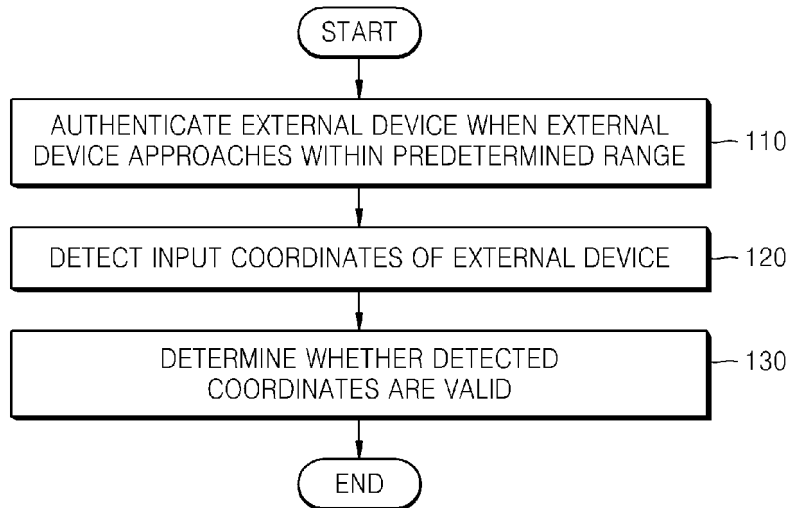 START
AUTHENTICATE EXTERNAL DEVICE WHEN EXTERNAL
DEVICE APPROACHES WITHIN PREDETERMINED RANGE
110
DETECT INPUT COORDINATES OF EXTERNAL DEVICE
120
DETERMINE WHETHER DETECTED
COORDINATES ARE VALID
130
END